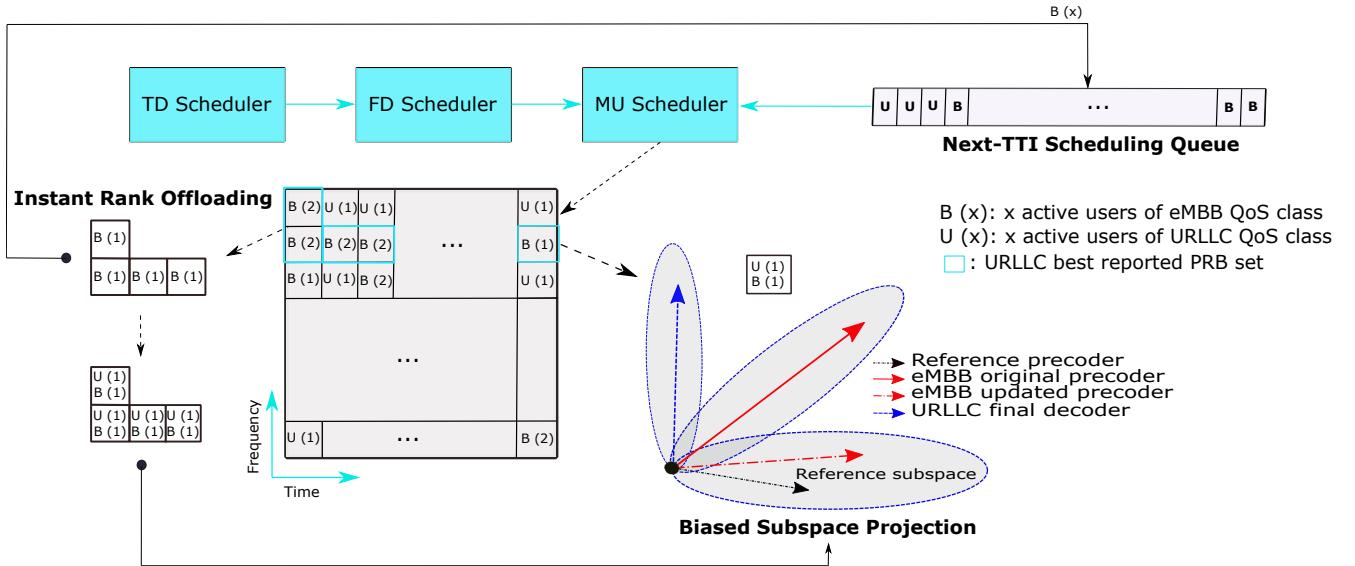 B (x)
TD Scheduler
FD Scheduler
MU Scheduler
U U U B ... B B
Next-TTI Scheduling Queue
Instant Rank Offloading
B (x): x active users of eMBB QoS class
U (x): x active users of URLLC QoS class
: URLLC best reported PRB set
B (1)
B (1) B (1) B (1)
U (1)
B (1)
U (1) U (1) U (1)
B (1) B (1) B (1)
B (2) U (1) U (1) U (1)
B (2) B (2) B (2) ... B (1)
B (1) U (1) B (2) U (1)
...
U (1) ... B (2)
Frequency
Time
U (1)
B (1)
Reference precoder
eMBB original precoder
eMBB updated precoder
URLLC final decoder
Reference subspace
Biased Subspace Projection